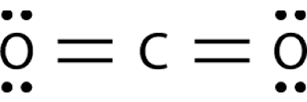 O = C = O